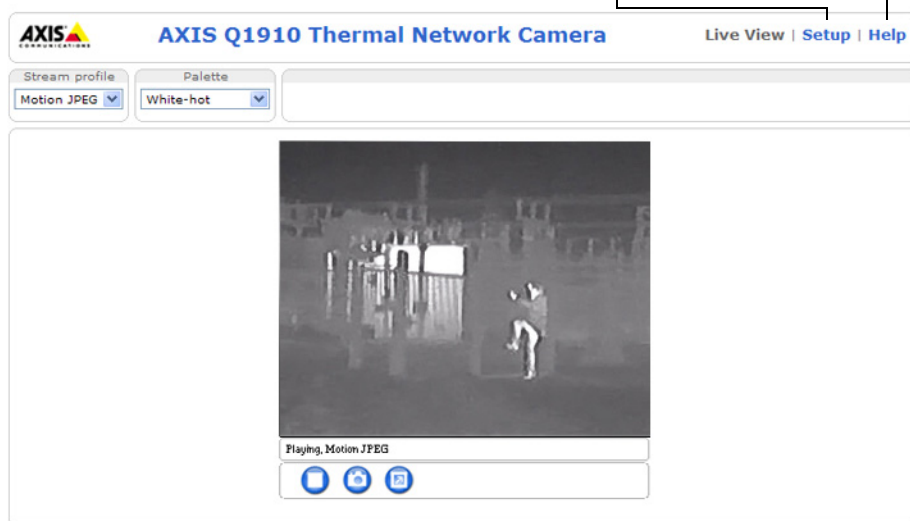 AXIS
COMMUNICATIONS
AXIS Q1910 Thermal Network Camera
Live View | Setup | Help
Stream profile
Palette
Motion JPEG
White-hot
Playing, Motion JPEG